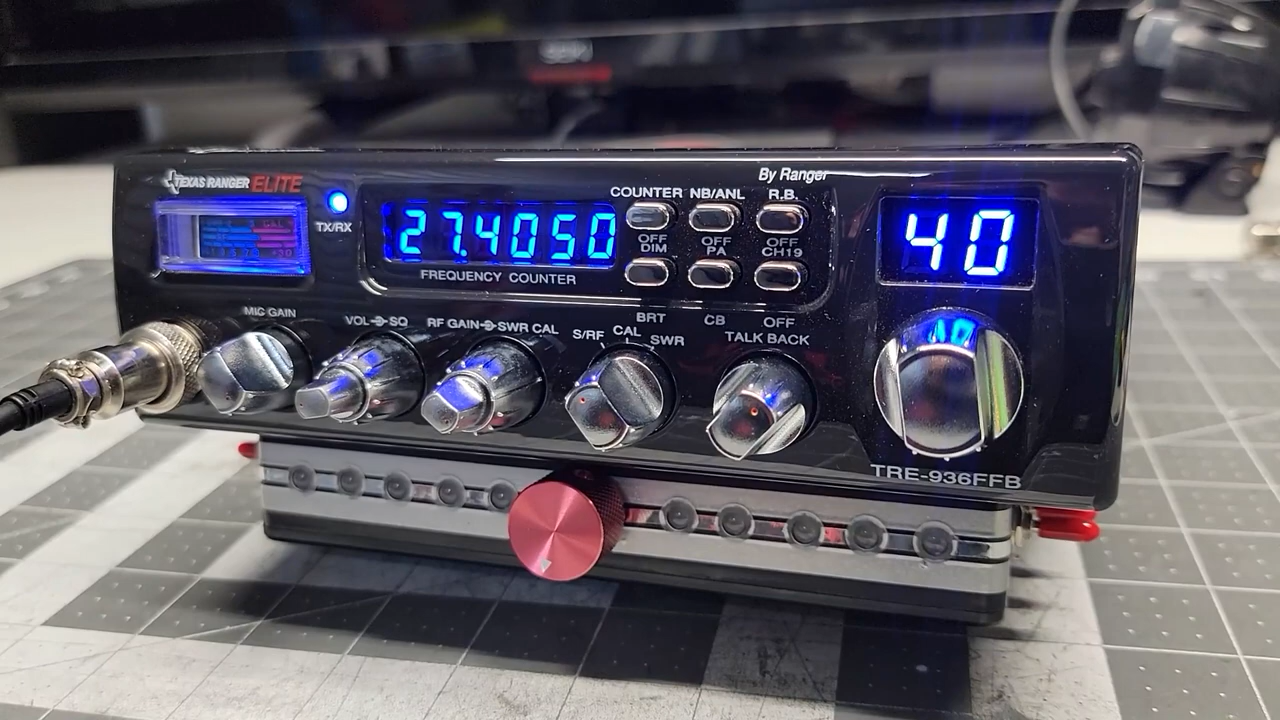 By Ranger
TEXAS RANGER ELITE
COUNTER NB/ANL R.B.
TX/RX
27.4050
40
OFF OFF OFF
DIM PA CH19
FREQUENCY COUNTER
MIC GAIN
VOL SQ
RF GAIN SWR CAL
BRT CB OFF
S/RF CAL SWR
TALK BACK
TRE-936FFB